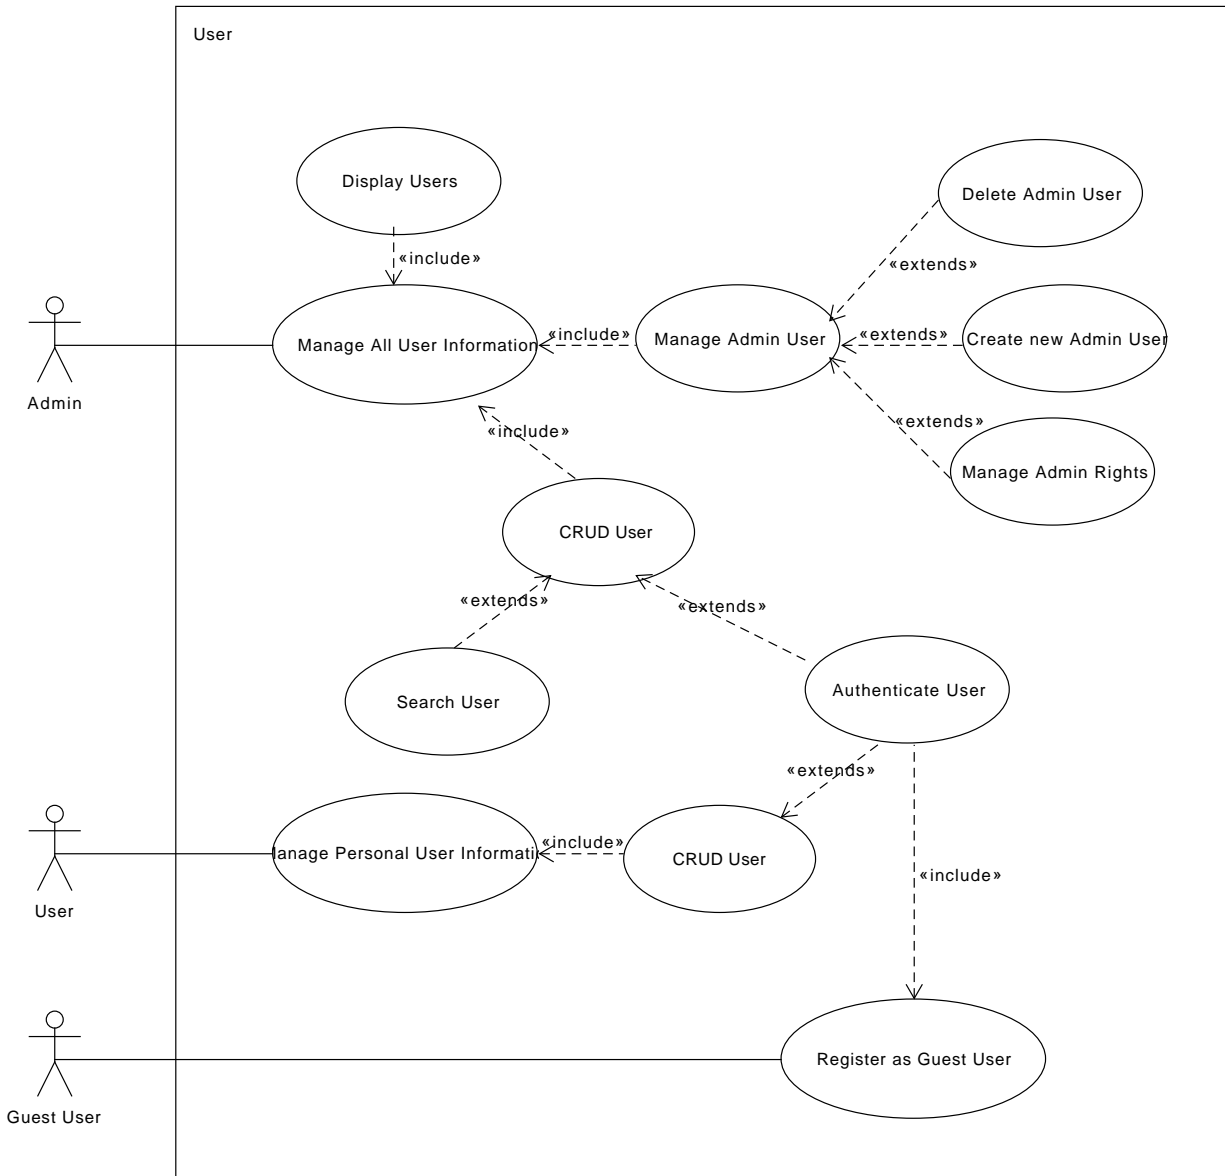 User
Display Users
Delete Admin User
«include»
«extends»
Manage All User Information
«include»
Manage Admin User
«extends»
Create new Admin User
Admin
«include»
«extends»
Manage Admin Rights
CRUD User
«extends»
«extends»
Search User
Authenticate User
«extends»
anage Personal User Informati
«include»
CRUD User
«include»
User
Register as Guest User
Guest User